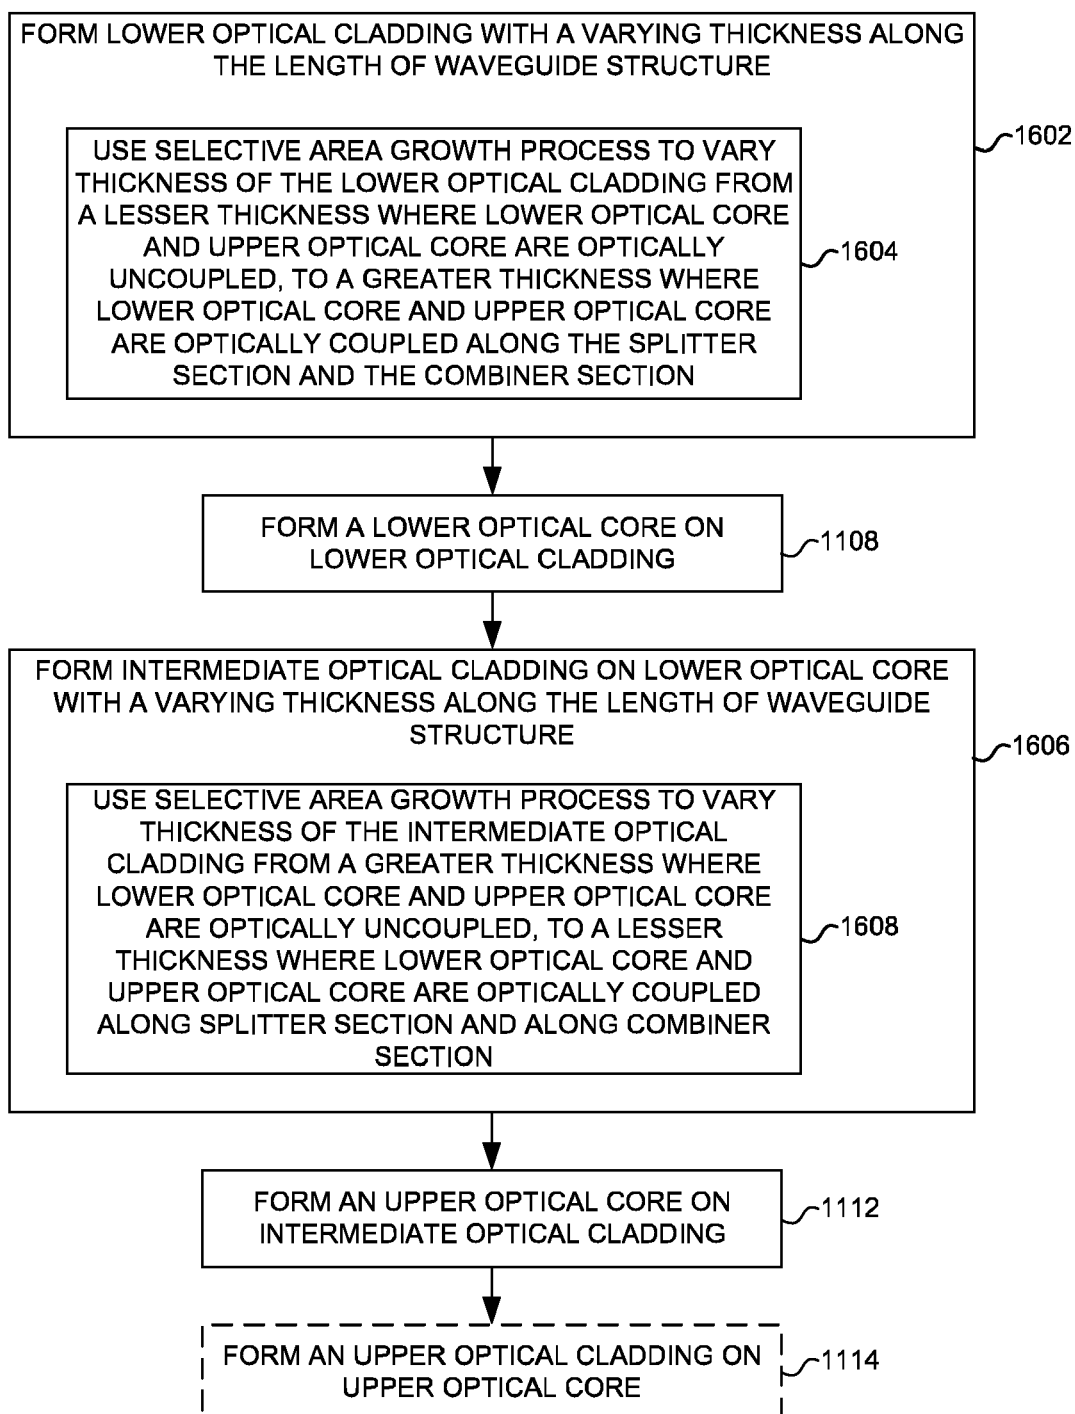 FORM LOWER OPTICAL CLADDING WITH A VARYING THICKNESS ALONG
THE LENGTH OF WAVEGUIDE STRUCTURE
1602
USE SELECTIVE AREA GROWTH PROCESS TO VARY
THICKNESS OF THE LOWER OPTICAL CLADDING FROM
A LESSER THICKNESS WHERE LOWER OPTICAL CORE
AND UPPER OPTICAL CORE ARE OPTICALLY
UNCOUPLED, TO A GREATER THICKNESS WHERE
LOWER OPTICAL CORE AND UPPER OPTICAL CORE
ARE OPTICALLY COUPLED ALONG THE SPLITTER
SECTION AND THE COMBINER SECTION
1604
FORM A LOWER OPTICAL CORE ON
LOWER OPTICAL CLADDING
1108
FORM INTERMEDIATE OPTICAL CLADDING ON LOWER OPTICAL CORE
WITH A VARYING THICKNESS ALONG THE LENGTH OF WAVEGUIDE
STRUCTURE
1606
USE SELECTIVE AREA GROWTH PROCESS TO VARY
THICKNESS OF THE INTERMEDIATE OPTICAL
CLADDING FROM A GREATER THICKNESS WHERE
LOWER OPTICAL CORE AND UPPER OPTICAL CORE
ARE OPTICALLY UNCOUPLED, TO A LESSER
THICKNESS WHERE LOWER OPTICAL CORE AND
UPPER OPTICAL CORE ARE OPTICALLY COUPLED
ALONG SPLITTER SECTION AND ALONG COMBINER
SECTION
1608
FORM AN UPPER OPTICAL CORE ON
INTERMEDIATE OPTICAL CLADDING
1112
FORM AN UPPER OPTICAL CLADDING ON
UPPER OPTICAL CORE
1114